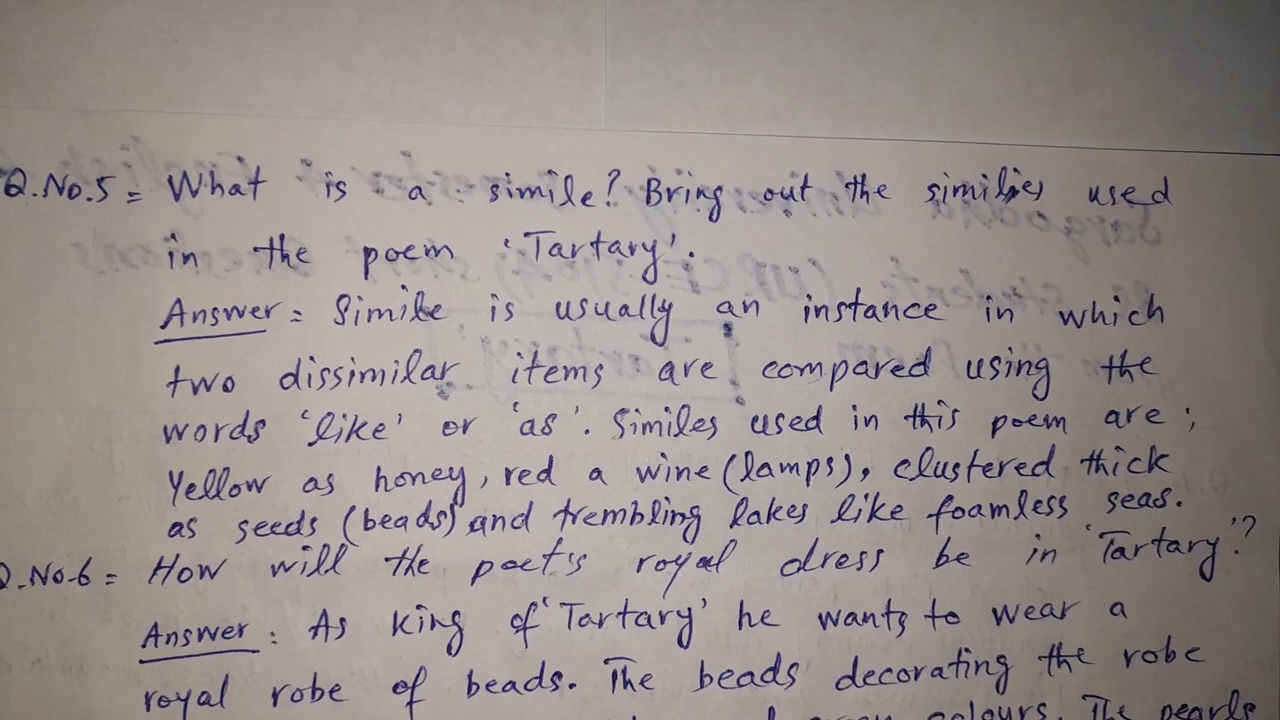 Q.No.5 = What is a simile? Bring out the similies used
in the poem 'Tartary'.
Answer = Simile is usually an instance in which
two dissimilar items are compared using the
words 'like' or 'as'. Similes used in this poem are ;
Yellow as honey, red a wine (lamps), clustered thick
as seeds (beads) and trembling lakes like foamless seas.
Q.No-6 = How will the poet's royal dress be in 'Tartary'?
Answer : As king of 'Tartary' he wants to wear a
royal robe of beads. The beads decorating the robe
colours. The pearls